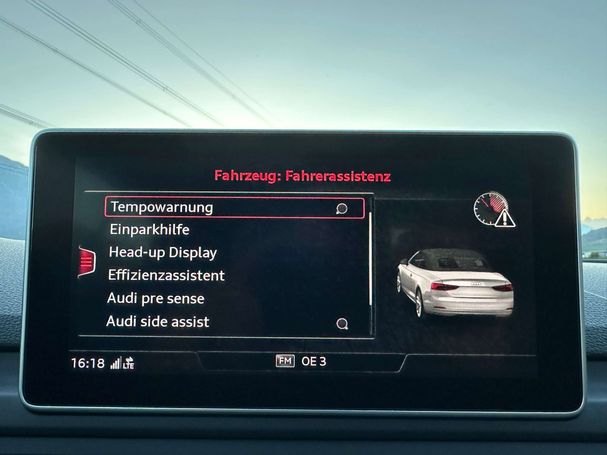 Fahrzeug: Fahrerassistenz
Tempowarnung
Einparkhilfe
Head-up Display
Effizienzassistent
Audi pre sense
Audi side assist
16:18 LTE FM OE 3